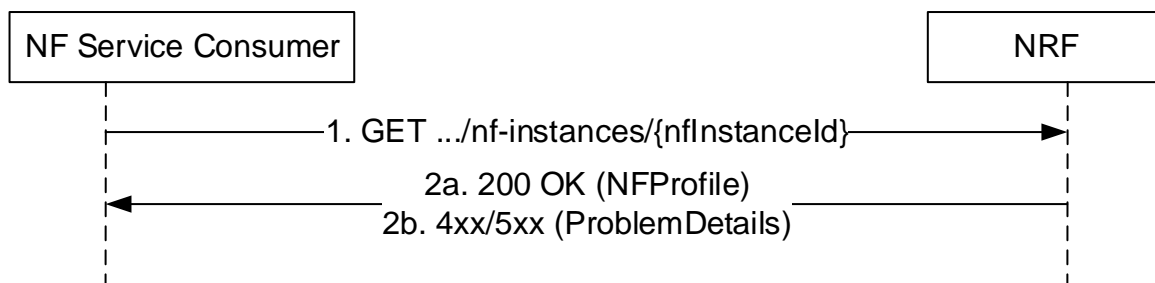 NF Service Consumer
NRF
1. GET .../nf-instances/{nfInstanceId}
2a. 200 OK (NFProfile)
2b. 4xx/5xx (ProblemDetails)